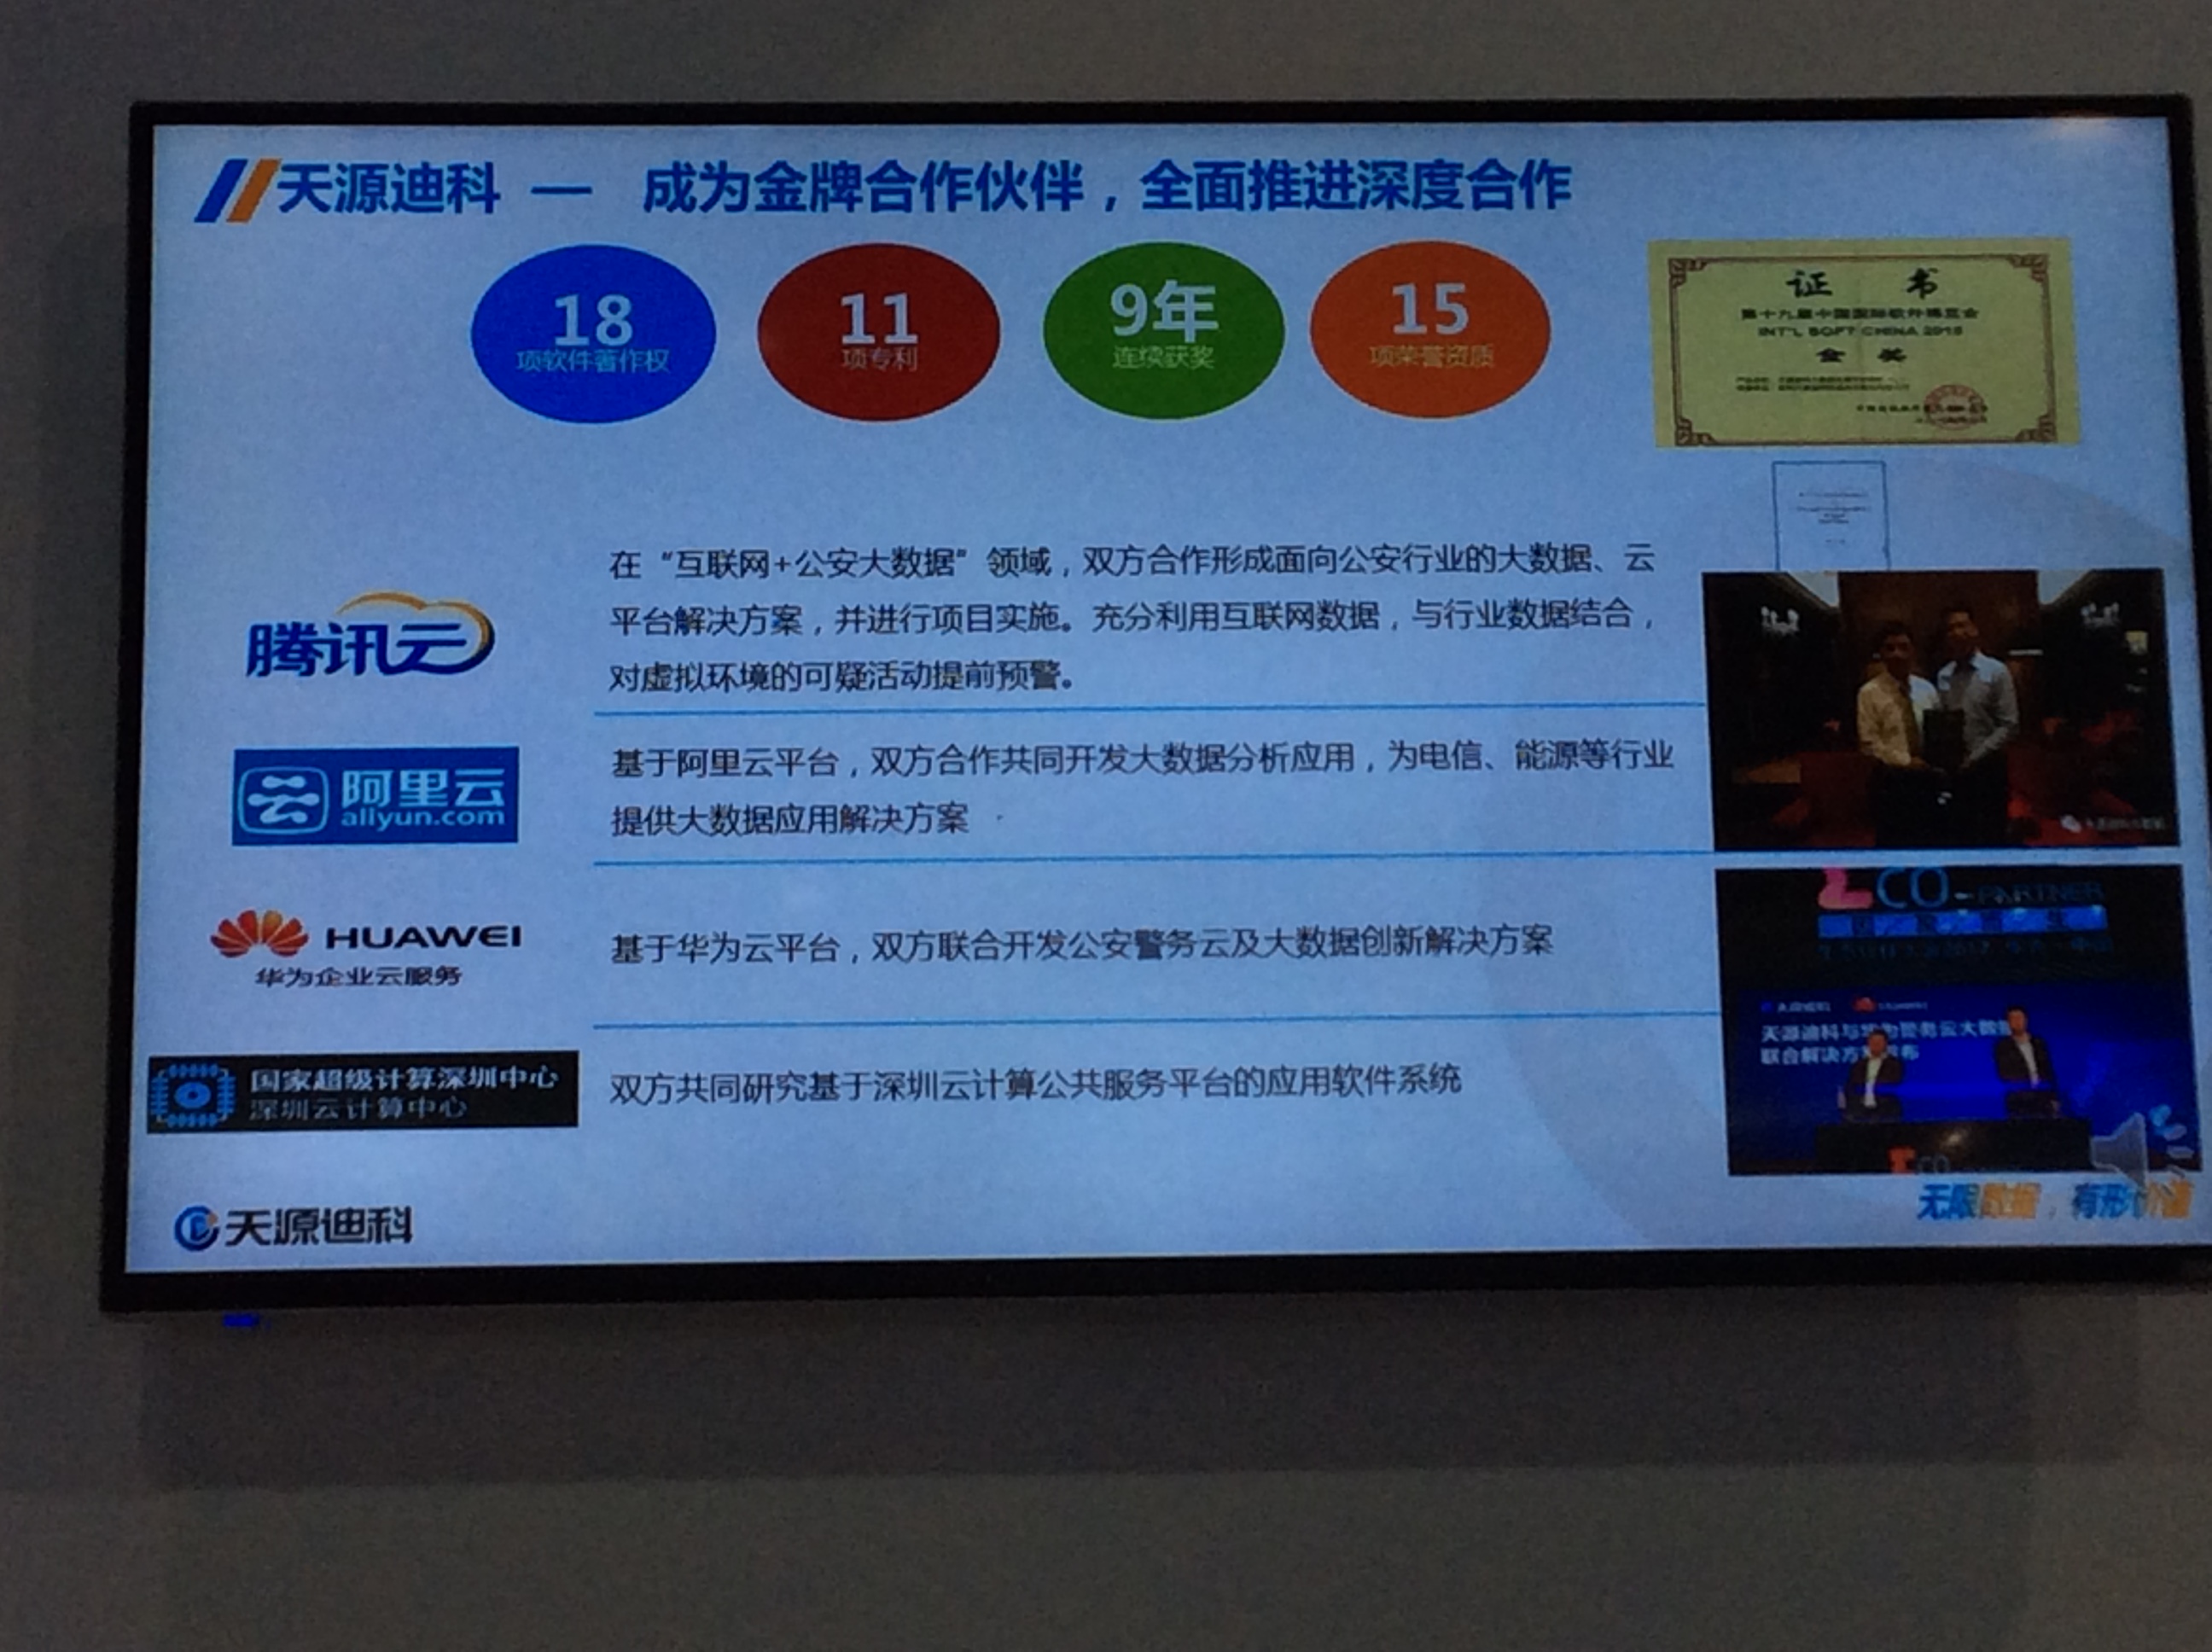 天源迪科 — 成为金牌合作伙伴，全面推进深度合作
18
项软件著作权
11
项专利
9年
连续获奖
15
项荣誉资质
证 书
第十九届中国国际软件博览会
INT'L SOFT CHINA 2015
金 奖
腾讯云
在“互联网+公安大数据”领域，双方合作形成面向公安行业的大数据、云
平台解决方案，并进行项目实施。充分利用互联网数据，与行业数据结合，
对虚拟环境的可疑活动提前预警。
阿里云
aliyun.com
基于阿里云平台，双方合作共同开发大数据分析应用，为电信、能源等行业
提供大数据应用解决方案
HUAWEI
华为企业云服务
基于华为云平台，双方联合开发公安警务云及大数据创新解决方案
ECO-PARTNER
天源迪科与华为警务云大数据
联合解决方案发布
国家超级计算深圳中心
深圳云计算中心
双方共同研究基于深圳云计算公共服务平台的应用软件系统
ECO
天源迪科
无限数据，有形价值